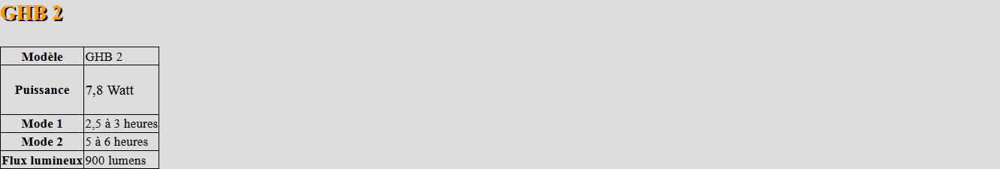 GHB 2
Modèle GHB 2
Puissance 7,8 Watt
Mode 1 2,5 à 3 heures
Mode 2 5 à 6 heures
Flux lumineux 900 lumens